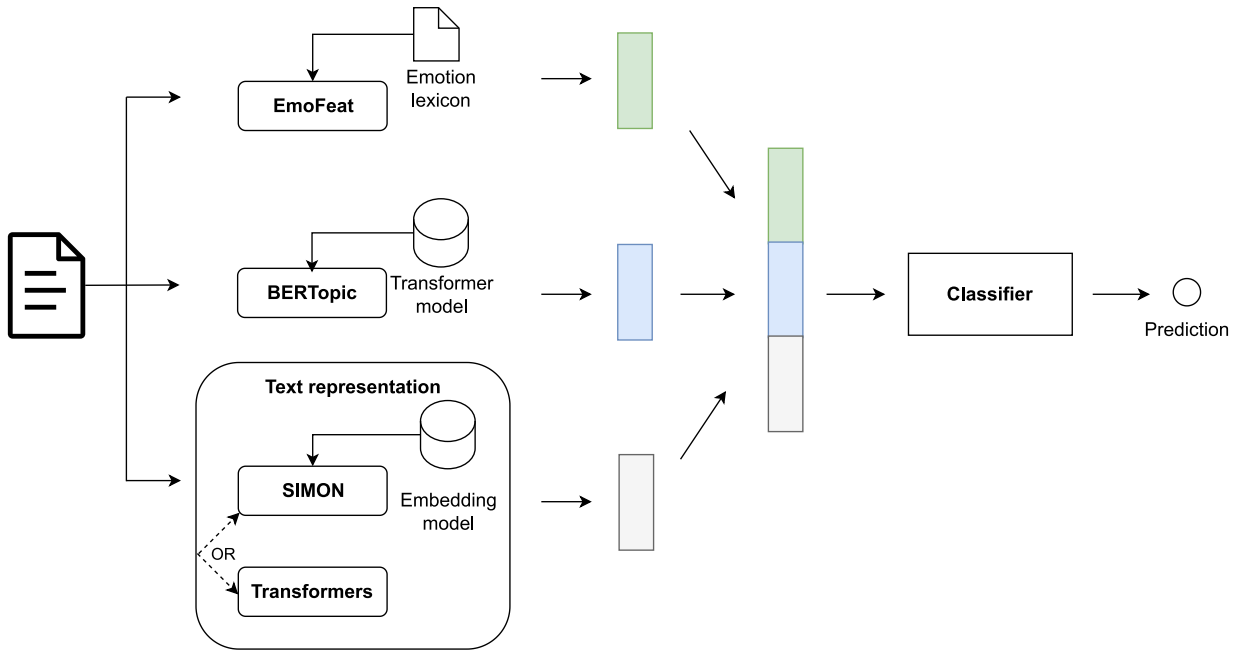 Emotion
lexicon
EmoFeat
BERTopic
Transformer
model
Classifier
Prediction
Text representation
SIMON
Embedding
model
OR
Transformers